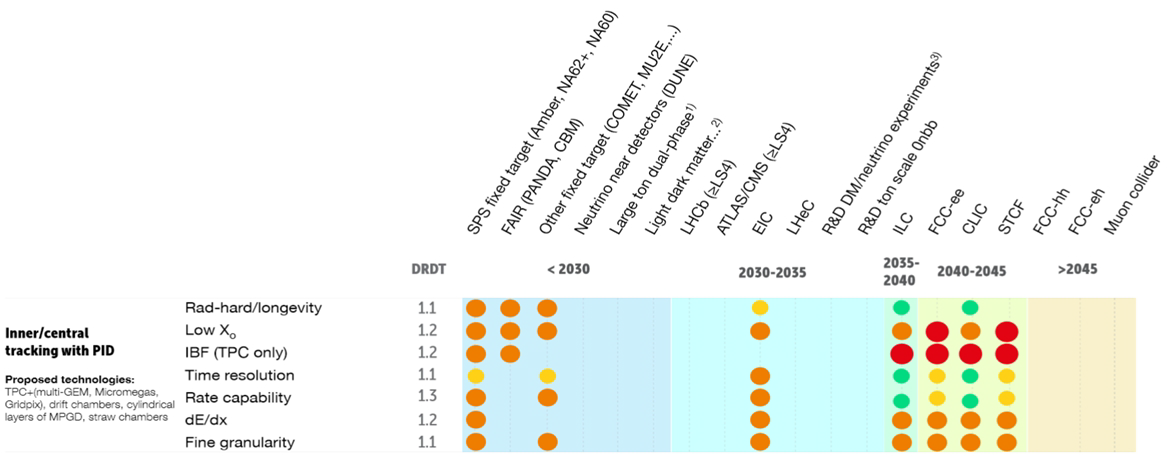 SPS fixed target (Amber, NA62+, NA60)
FAIR (PANDA, CBM)
Other fixed target (COMET, MU2E,...)
Neutrino near detectors (DUNE)
Large ton dual-phase¹⁾
Light dark matter...²⁾
LHCb (≥LS4)
ATLAS/CMS (≥LS4)
EIC
LHeC
R&D DM/neutrino experiments³⁾
R&D ton scale 0nbb
ILC
FCC-ee
CLIC
STCF
FCC-hh
FCC-eh
Muon collider
DRDT
< 2030
2030-2035
2035-
2040
2040-2045
>2045
Inner/central
tracking with PID
Proposed technologies:
TPC+(multi-GEM, Micromegas,
Gridpix), drift chambers, cylindrical
layers of MPGD, straw chambers
Rad-hard/longevity 1.1
Low X₀ 1.2
IBF (TPC only) 1.2
Time resolution 1.1
Rate capability 1.3
dE/dx 1.2
Fine granularity 1.1